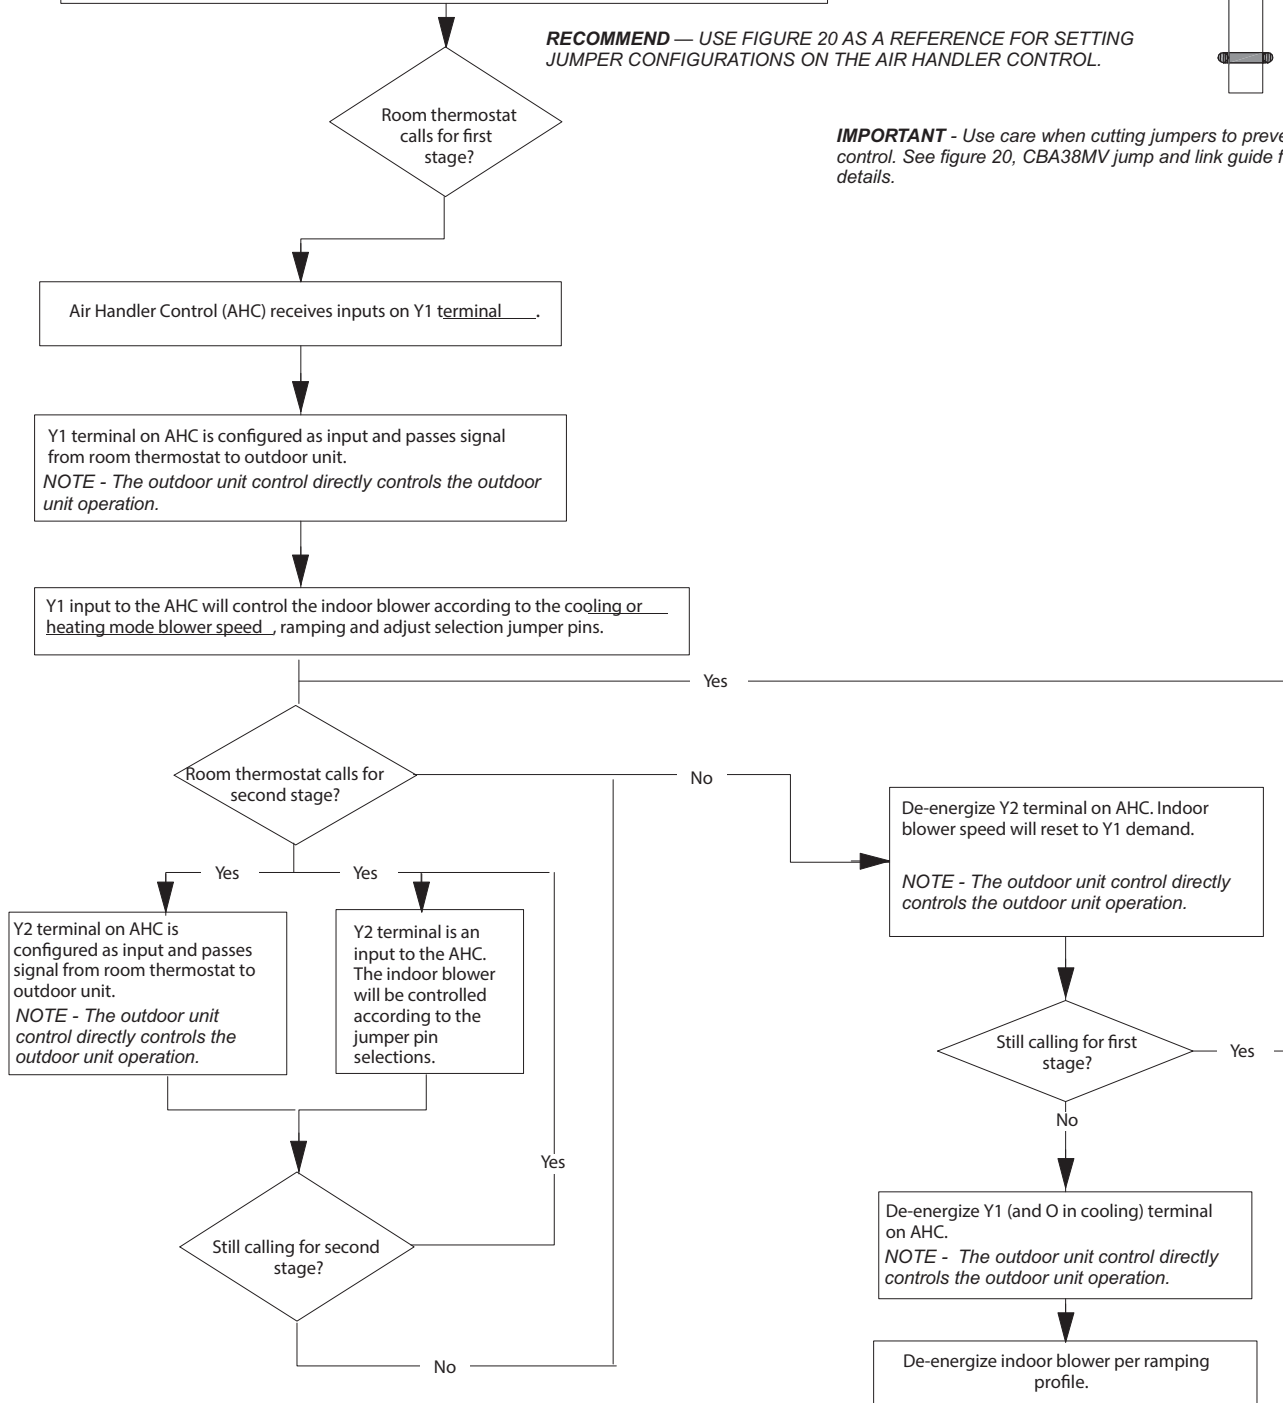 RECOMMEND — USE FIGURE 20 AS A REFERENCE FOR SETTING
JUMPER CONFIGURATIONS ON THE AIR HANDLER CONTROL.
Room thermostat
calls for first
stage?
IMPORTANT - Use care when cutting jumpers to
control. See figure 20, CBA38MV jump and link guide
details.
Air Handler Control (AHC) receives inputs on Y1 terminal .
Y1 terminal on AHC is configured as input and passes signal
from room thermostat to outdoor unit.
NOTE - The outdoor unit control directly controls the outdoor
unit operation.
Y1 input to the AHC will control the indoor blower according to the cooling or
heating mode blower speed , ramping and adjust selection jumper pins.
Yes
Room thermostat calls for
second stage?
No
De-energize Y2 terminal on AHC. Indoor
blower speed will reset to Y1 demand.
NOTE - The outdoor unit control directly
controls the outdoor unit operation.
Yes
Yes
Y2 terminal on AHC is
configured as input and passes
signal from room thermostat to
outdoor unit.
NOTE - The outdoor unit
control directly controls the
outdoor unit operation.
Y2 terminal is an
input to the AHC.
The indoor blower
will be controlled
according to the
jumper pin
selections.
Still calling for first
stage?
Yes
No
Yes
Still calling for second
stage?
No
De-energize Y1 (and O in cooling) terminal
on AHC.
NOTE - The outdoor unit control directly
controls the outdoor unit operation.
De-energize indoor blower per ramping
profile.